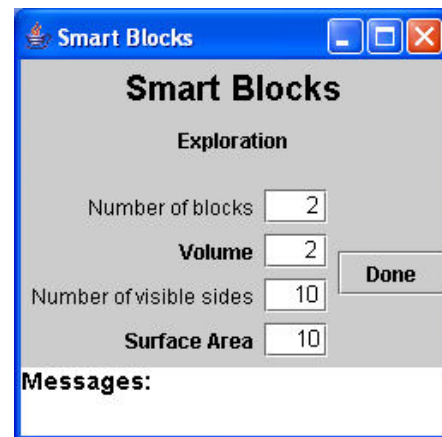 Smart Blocks
Smart Blocks
Exploration
Number of blocks 2
Volume 2
Number of visible sides 10
Done
Surface Area 10
Messages: